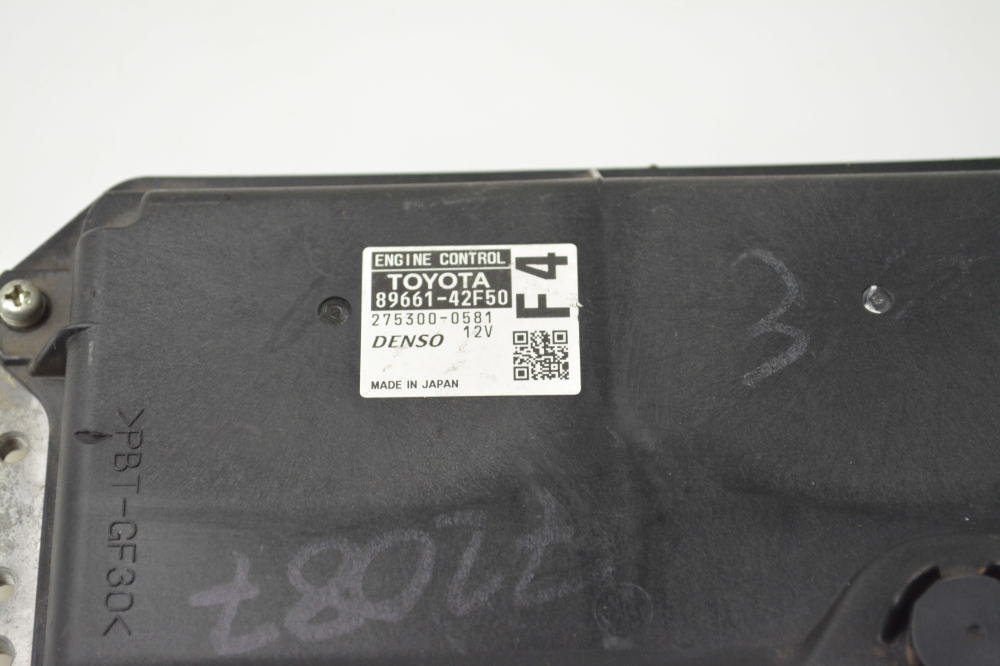 ENGINE CONTROL
TOYOTA
89661-42F50
F4
275300-0581
12V
DENSO
MADE IN JAPAN
3
>PBT-GF30<